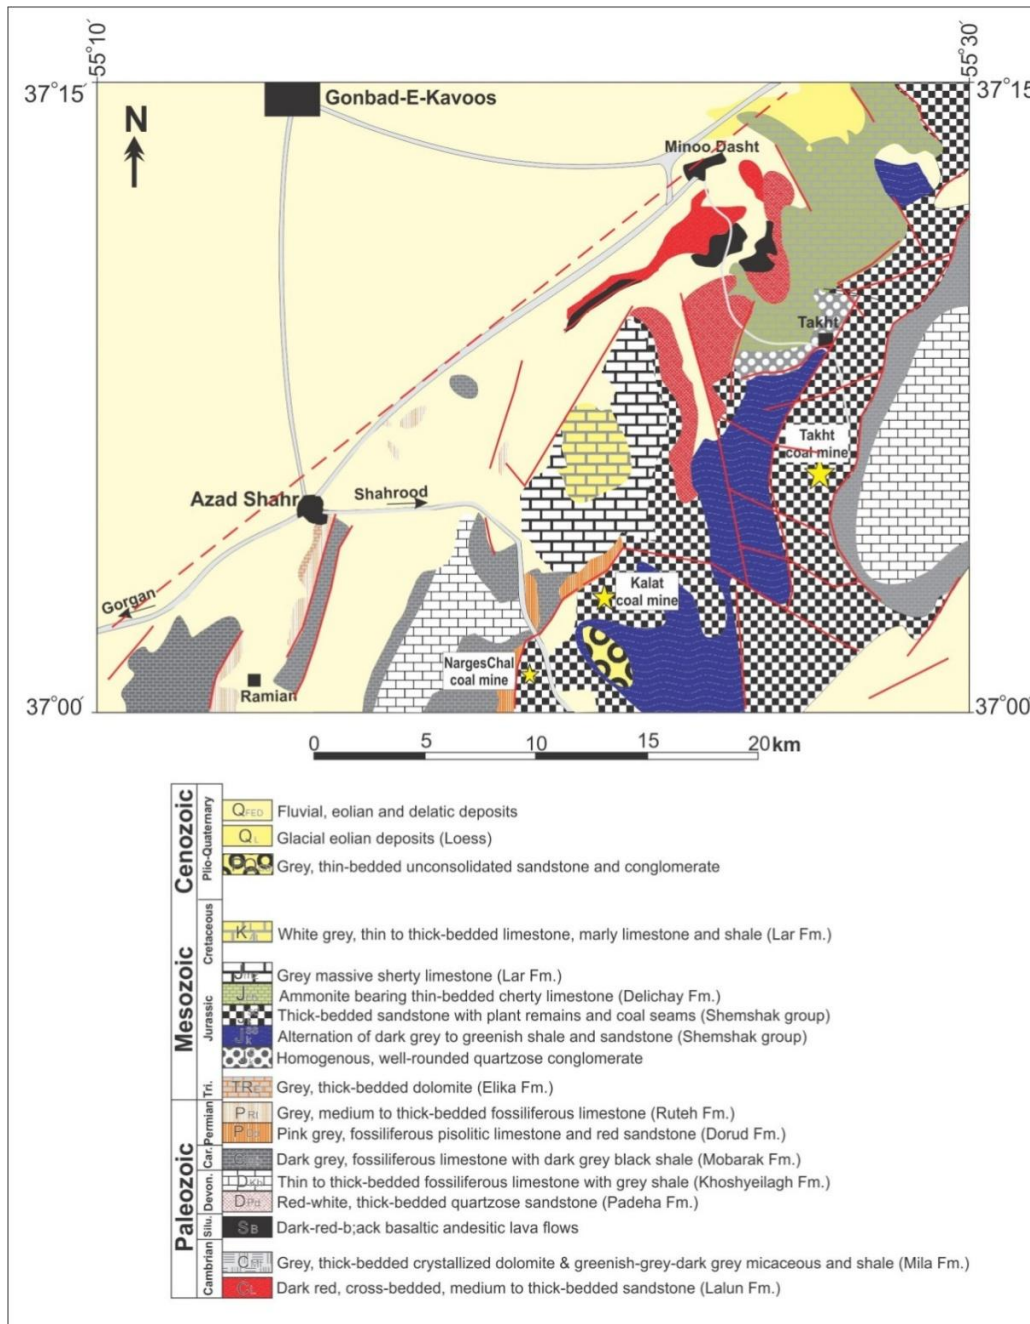 55°10′
55°30′
37°15′
37°15
Gonbad-E-Kavoos
N
Minoo Dasht
Takht
Takht
coal mine
Azad Shahr
Shahrood
Gorgan
Kalat
coal mine
NargesChal
coal mine
Ramian
37°00′
37°00′
0 5 10 15 20 km
Cenozoic
Plio-Quaternary
QFED Fluvial, eolian and delatic deposits
QL Glacial eolian deposits (Loess)
Grey, thin-bedded unconsolidated sandstone and conglomerate
Mesozoic
Cretaceous
K White grey, thin to thick-bedded limestone, marly limestone and shale (Lar Fm.)
Jurassic
J Grey massive sherty limestone (Lar Fm.)
J Ammonite bearing thin-bedded cherty limestone (Delichay Fm.)
Thick-bedded sandstone with plant remains and coal seams (Shemshak group)
J Alternation of dark grey to greenish shale and sandstone (Shemshak group)
Homogenous, well-rounded quartzose conglomerate
Tri.
TRE Grey, thick-bedded dolomite (Elika Fm.)
Paleozoic
Permian
PRl Grey, medium to thick-bedded fossiliferous limestone (Ruteh Fm.)
P Pink grey, fossiliferous pisolitic limestone and red sandstone (Dorud Fm.)
Car.
Dark grey, fossiliferous limestone with dark grey black shale (Mobarak Fm.)
Devon.
DKh Thin to thick-bedded fossiliferous limestone with grey shale (Khoshyeilagh Fm.)
DPd Red-white, thick-bedded quartzose sandstone (Padeha Fm.)
Silu.
SB Dark-red-b;ack basaltic andesitic lava flows
Cambrian
C Grey, thick-bedded crystallized dolomite & greenish-grey-dark grey micaceous and shale (Mila Fm.)
CL Dark red, cross-bedded, medium to thick-bedded sandstone (Lalun Fm.)